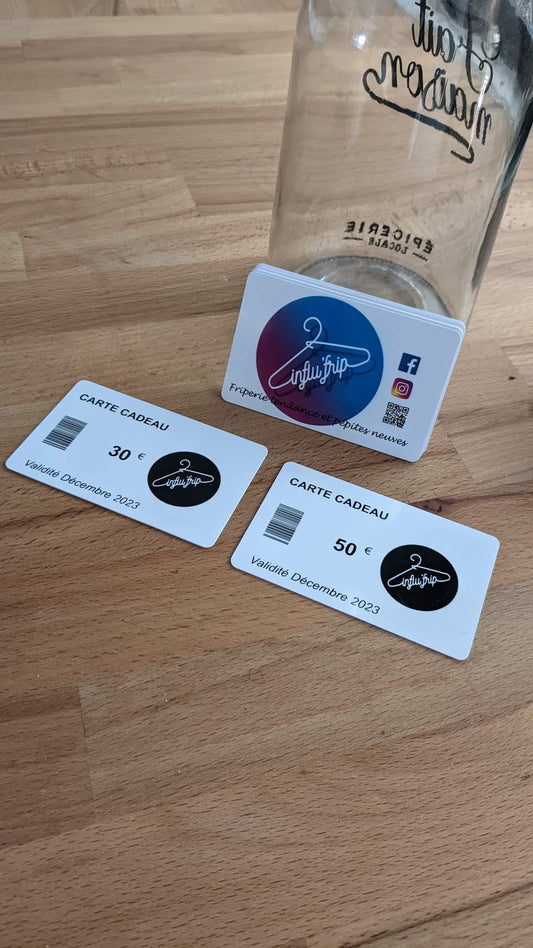 fait
maison
ÉPICERIE
LOCALE
influ'frip
Friperie tendance et pépites neuves
CARTE CADEAU
30 €
influ'frip
Validité Décembre 2023
CARTE CADEAU
50 €
influ'frip
Validité Décembre 2023